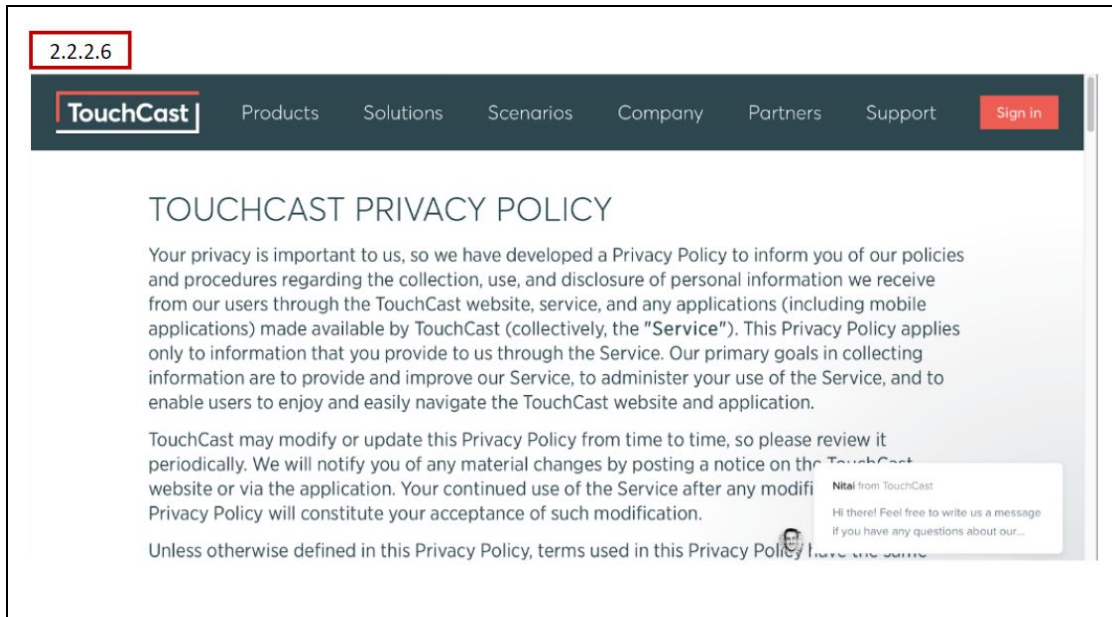 2.2.2.6
TouchCast Products Solutions Scenarios Company Partners Support Sign in
TOUCHCAST PRIVACY POLICY
Your privacy is important to us, so we have developed a Privacy Policy to inform you of our policies
and procedures regarding the collection, use, and disclosure of personal information we receive
from our users through the TouchCast website, service, and any applications (including mobile
applications) made available by TouchCast (collectively, the "Service"). This Privacy Policy applies
only to information that you provide to us through the Service. Our primary goals in collecting
information are to provide and improve our Service, to administer your use of the Service, and to
enable users to enjoy and easily navigate the TouchCast website and application.
TouchCast may modify or update this Privacy Policy from time to time, so please review it
periodically. We will notify you of any material changes by posting a notice on the TouchCast
website or via the application. Your continued use of the Service after any modifi
Privacy Policy will constitute your acceptance of such modification.
Unless otherwise defined in this Privacy Policy, terms used in this Privacy Policy have the same
Nitai from TouchCast
Hi there! Feel free to write us a message
if you have any questions about our...